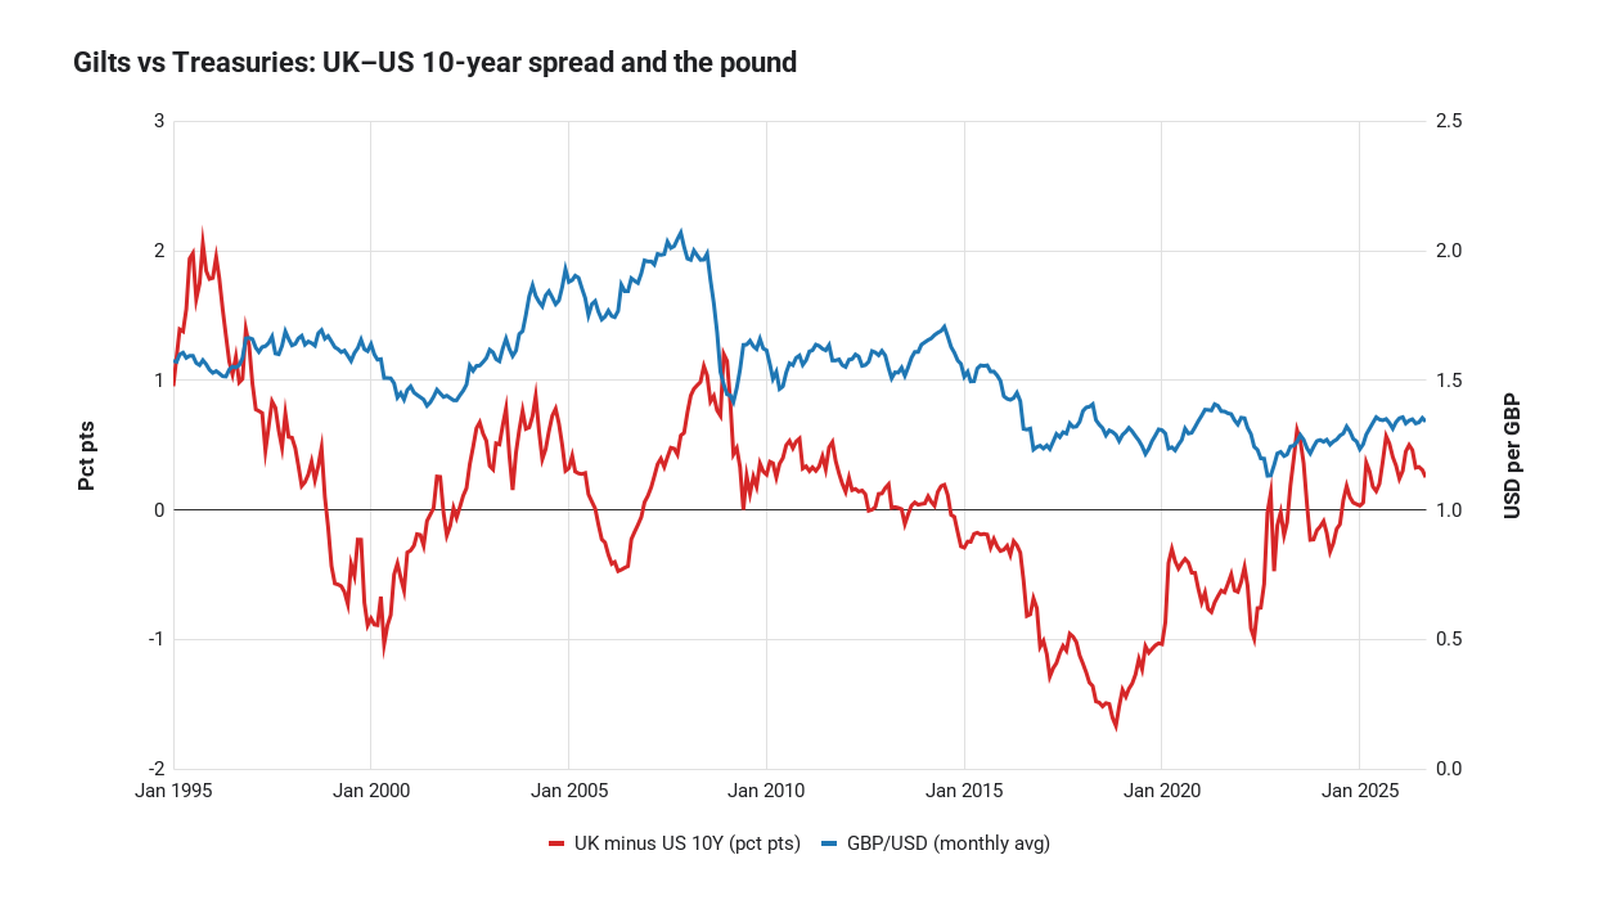 Gilts vs Treasuries: UK–US 10-year spread and the pound
3
2
1
0
-1
-2
Pct pts
2.5
2.0
1.5
1.0
0.5
0.0
USD per GBP
Jan 1995
Jan 2000
Jan 2005
Jan 2010
Jan 2015
Jan 2020
Jan 2025
UK minus US 10Y (pct pts)
GBP/USD (monthly avg)